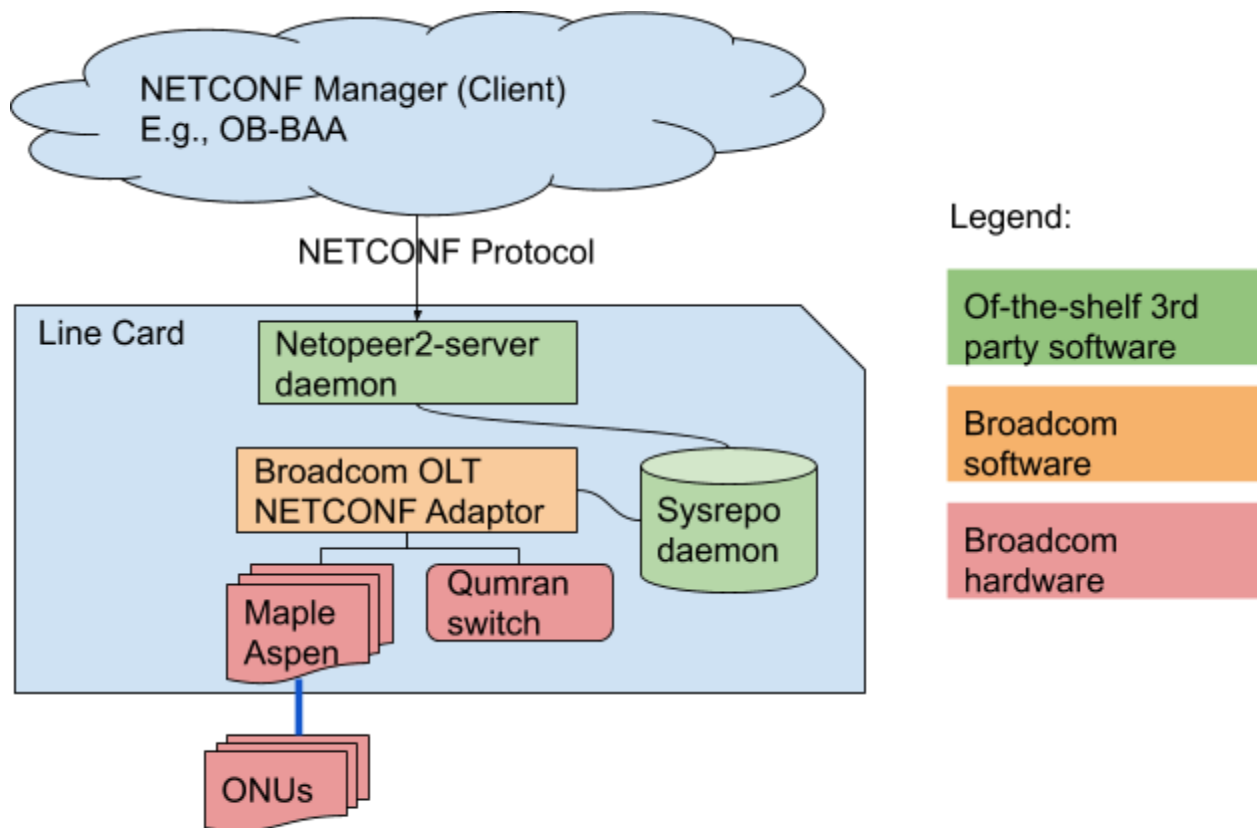 NETCONF Manager (Client)
E.g., OB-BAA
NETCONF Protocol
Line Card
Netopeer2-server
daemon
Broadcom OLT
NETCONF Adaptor
Sysrepo
daemon
Maple
Aspen
Qumran
switch
ONUs
Legend:
Of-the-shelf 3rd
party software
Broadcom
software
Broadcom
hardware